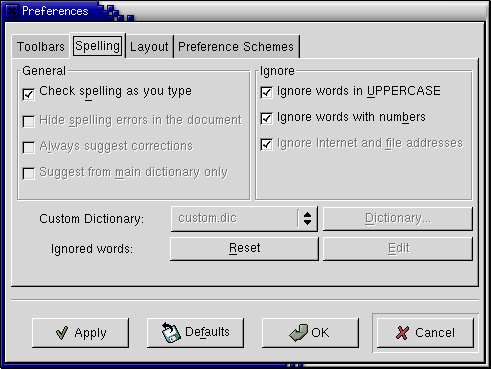 Preferences
Toolbars Spelling Layout Preference Schemes
General
Check spelling as you type
Hide spelling errors in the document
Always suggest corrections
Suggest from main dictionary only
Ignore
Ignore words in UPPERCASE
Ignore words with numbers
Ignore Internet and file addresses
Custom Dictionary: custom.dic Dictionary...
Ignored words: Reset Edit
Apply Defaults OK Cancel